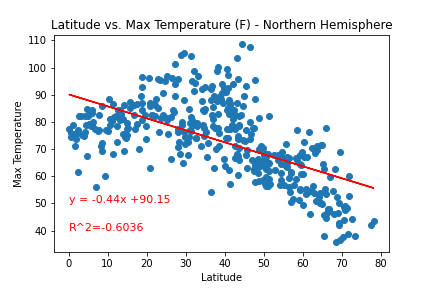 Latitude vs. Max Temperature (F) - Northern Hemisphere
110
100
90
80
70
60
50
40
Max Temperature
y = -0.44x +90.15
R^2=-0.6036
0 10 20 30 40 50 60 70 80
Latitude